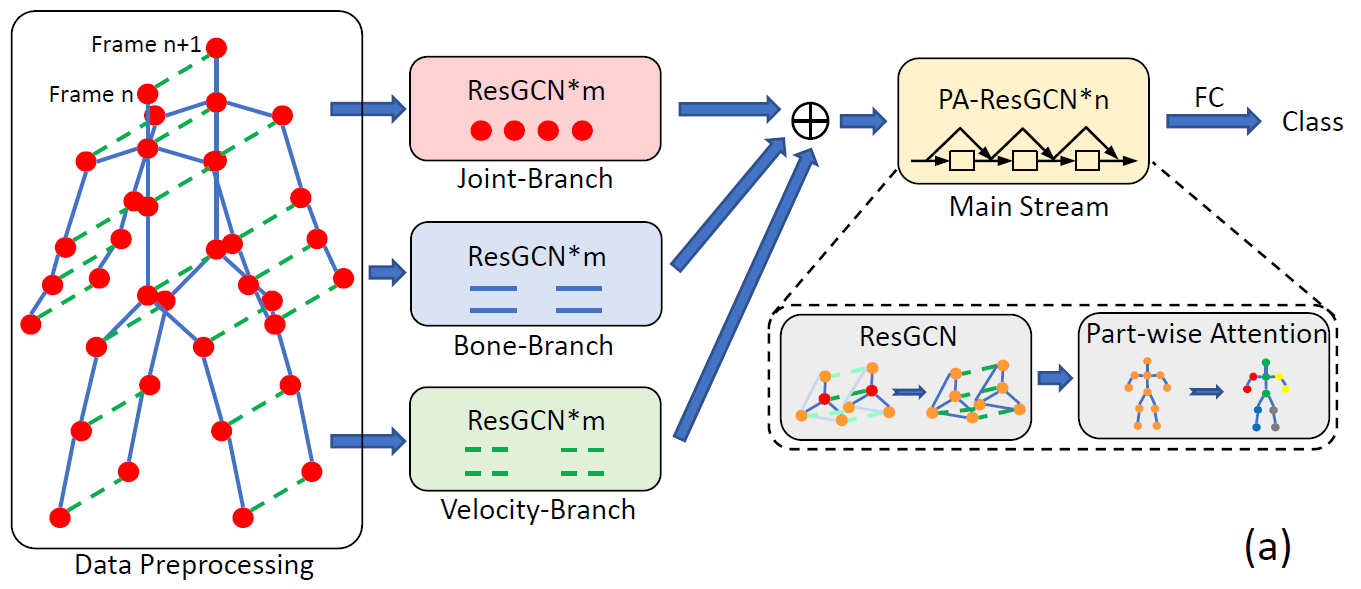 Frame n+1
Frame n
Data Preprocessing
ResGCN*m
Joint-Branch
ResGCN*m
Bone-Branch
ResGCN*m
Velocity-Branch
PA-ResGCN*n
Main Stream
FC
Class
ResGCN
Part-wise Attention
(a)